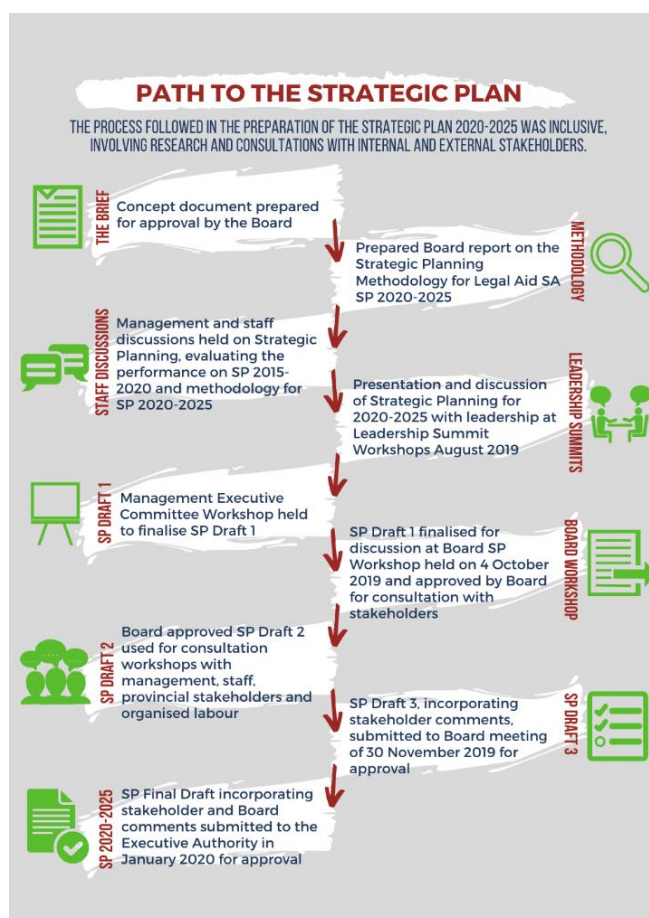 PATH TO THE STRATEGIC PLAN
THE PROCESS FOLLOWED IN THE PREPARATION OF THE STRATEGIC PLAN 2020-2025 WAS INCLUSIVE,
INVOLVING RESEARCH AND CONSULTATIONS WITH INTERNAL AND EXTERNAL STAKEHOLDERS.
THE BRIEF
Concept document prepared
for approval by the Board
METHODOLOGY
Prepared Board report on the
Strategic Planning
Methodology for Legal Aid SA
SP 2020-2025
STAFF DISCUSSIONS
Management and staff
discussions held on Strategic
Planning, evaluating the
performance on SP 2015-
2020 and methodology for
SP 2020-2025
LEADERSHIP SUMMITS
Presentation and discussion
of Strategic Planning for
2020-2025 with leadership at
Leadership Summit
Workshops August 2019
SP DRAFT 1
Management Executive
Committee Workshop held
to finalise SP Draft 1
BOARD WORKSHOP
SP Draft 1 finalised for
discussion at Board SP
Workshop held on 4 October
2019 and approved by Board
for consultation with
stakeholders
SP DRAFT 2
Board approved SP Draft 2
used for consultation
workshops with
management, staff,
provincial stakeholders and
organised labour
SP DRAFT 3
SP Draft 3, incorporating
stakeholder comments,
submitted to Board meeting
of 30 November 2019 for
approval
SP 2020-2025
SP Final Draft incorporating
stakeholder and Board
comments submitted to the
Executive Authority in
January 2020 for approval